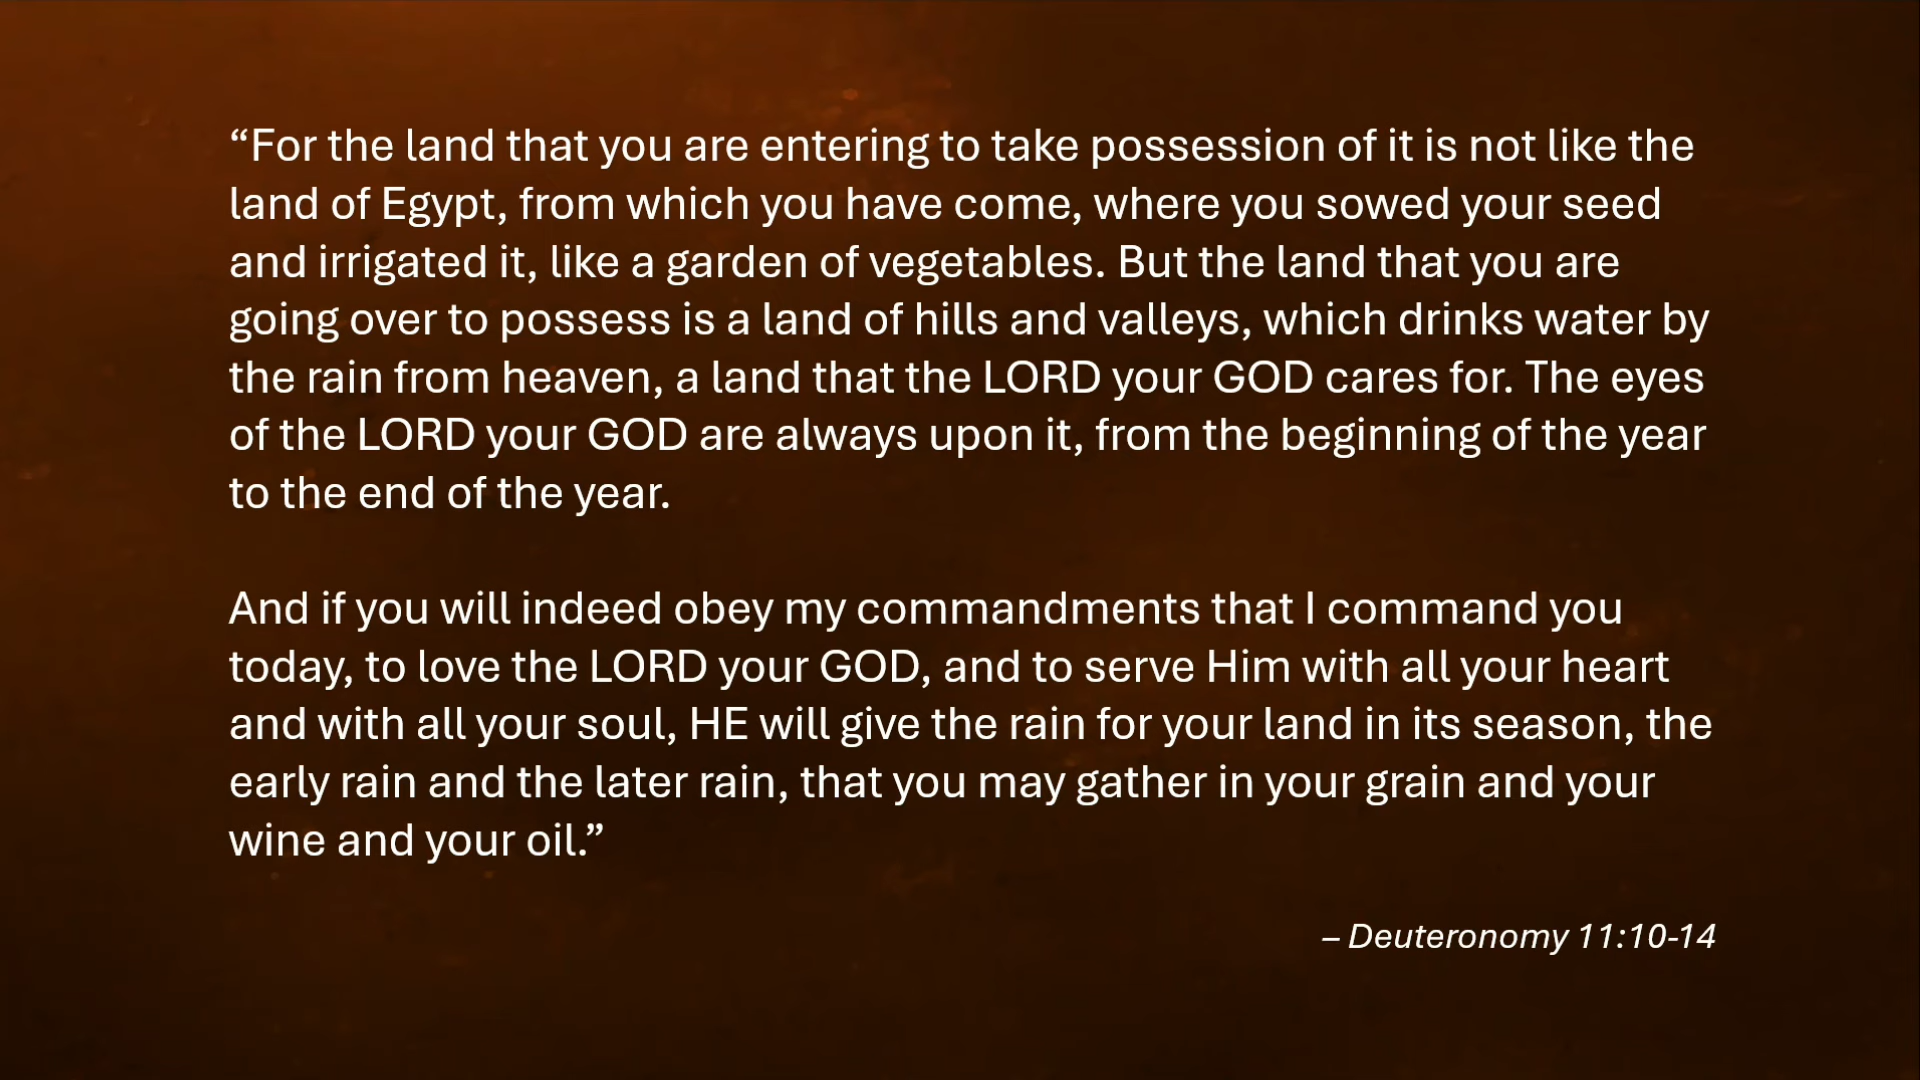 “For the land that you are entering to take possession of it is not like the
land of Egypt, from which you have come, where you sowed your seed
and irrigated it, like a garden of vegetables. But the land that you are
going over to possess is a land of hills and valleys, which drinks water by
the rain from heaven, a land that the LORD your GOD cares for. The eyes
of the LORD your GOD are always upon it, from the beginning of the year
to the end of the year.
And if you will indeed obey my commandments that I command you
today, to love the LORD your GOD, and to serve Him with all your heart
and with all your soul, HE will give the rain for your land in its season, the
early rain and the later rain, that you may gather in your grain and your
wine and your oil.”
– Deuteronomy 11:10-14